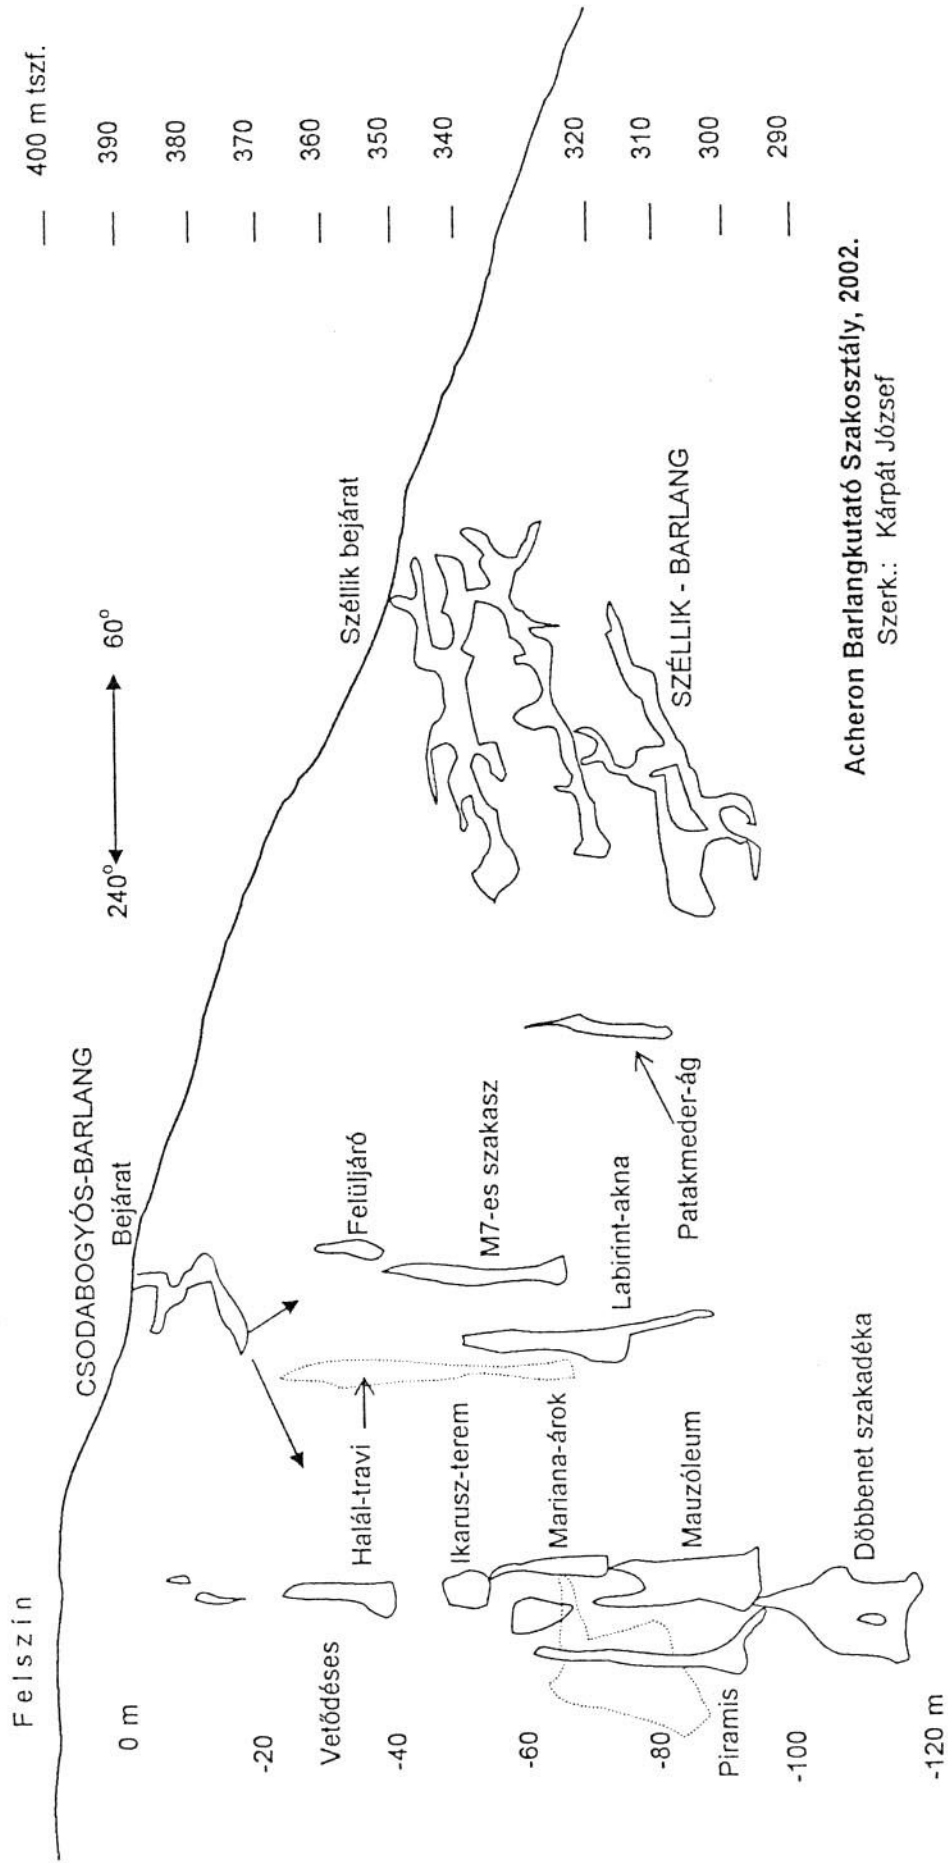 Felszín
CSODABOGYÓS-BARLANG
Bejárat
240°
60°
Széllik bejárat
400 m tszf.
390
380
370
360
350
340
320
310
300
290
0 m
-20
Vetődéses
-40
-60
-80
Piramis
-100
-120 m
Halál-travi
Felüljáró
Ikarusz-terem
M7-es szakasz
Mariana-árok
Labirint-akna
Mauzóleum
Patakmeder-ág
Döbbenet szakadéka
SZÉLLIK - BARLANG
Acheron Barlangkutató Szakosztály, 2002.
Szerk.: Kárpát József